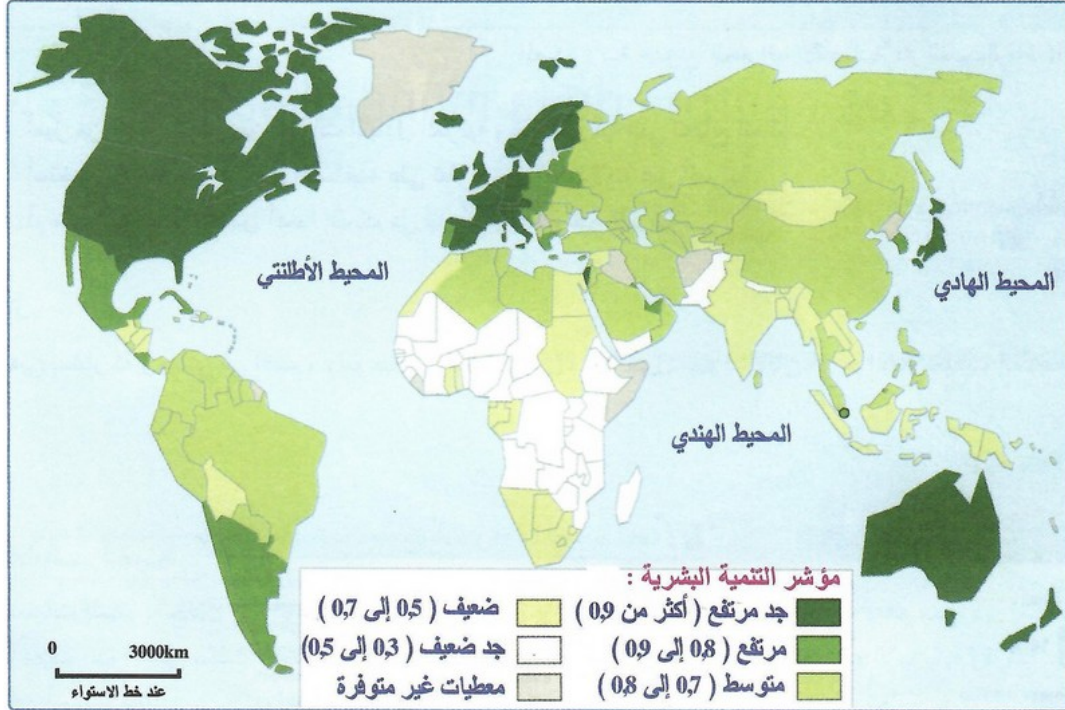 المحيط الأطلنتي
المحيط الهادي
المحيط الهندي
مؤشر التنمية البشرية :
جد مرتفع ( أكثر من 0,9 )
مرتفع ( 0,8 إلى 0,9 )
متوسط ( 0,7 إلى 0,8 )
ضعيف ( 0,5 إلى 0,7 )
جد ضعيف ( 0,3 إلى 0,5 )
معطيات غير متوفرة
0 3000km
عند خط الاستواء